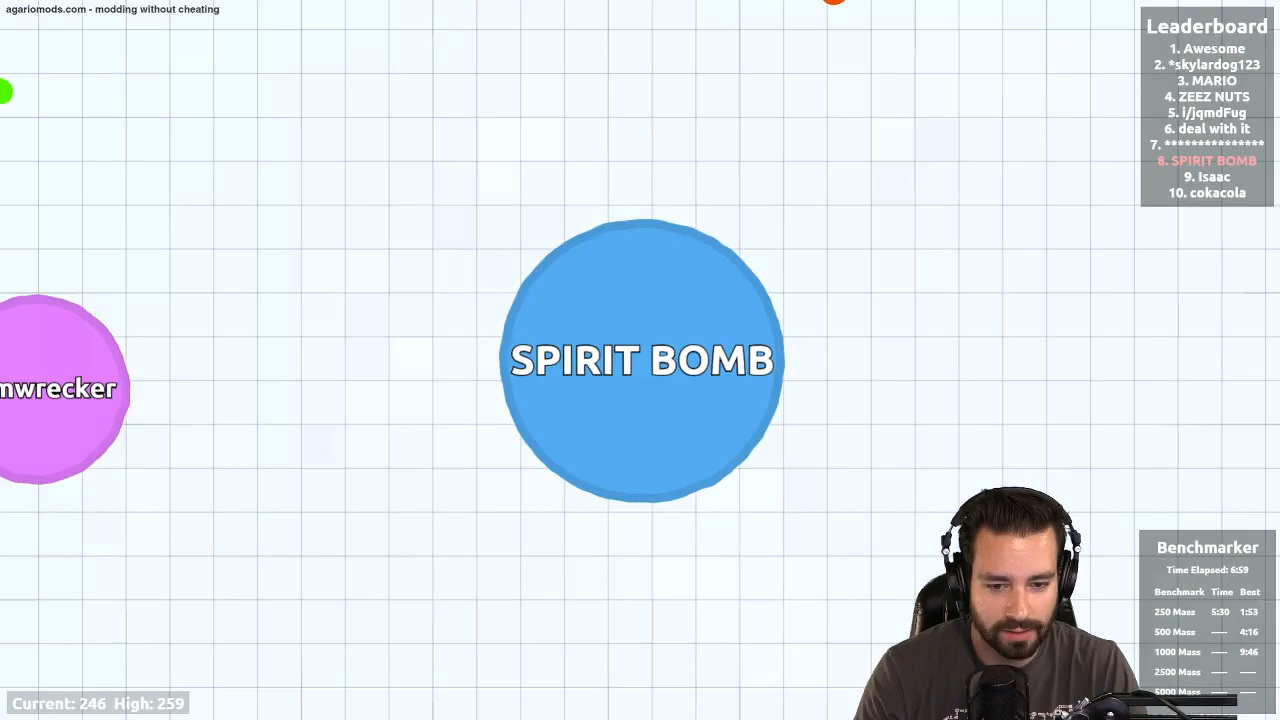 agariomods.com - modding without cheating
Leaderboard
1. Awesome
2. *skylardog123
3. MARIO
4. ZEEZ NUTS
5. i/jqmdFug
6. deal with it
7. ***************
8. SPIRIT BOMB
9. Isaac
10. cokacola
SPIRIT BOMB
mwrecker
Benchmarker
Time Elapsed: 6:59
Benchmark Time Best
250 Mass 5:30 1:53
500 Mass — 4:16
1000 Mass — 9:46
2500 Mass — —
5000 Mass — —
Current: 246 High: 259